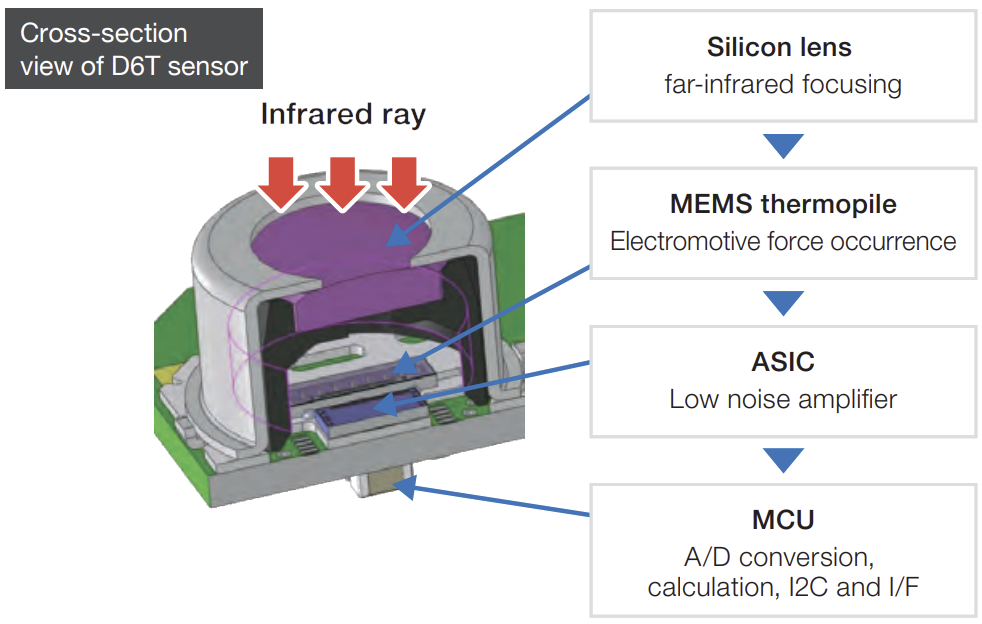 Cross-section
view of D6T sensor
Infrared ray
Silicon lens
far-infrared focusing
MEMS thermopile
Electromotive force occurrence
ASIC
Low noise amplifier
MCU
A/D conversion,
calculation, I2C and I/F